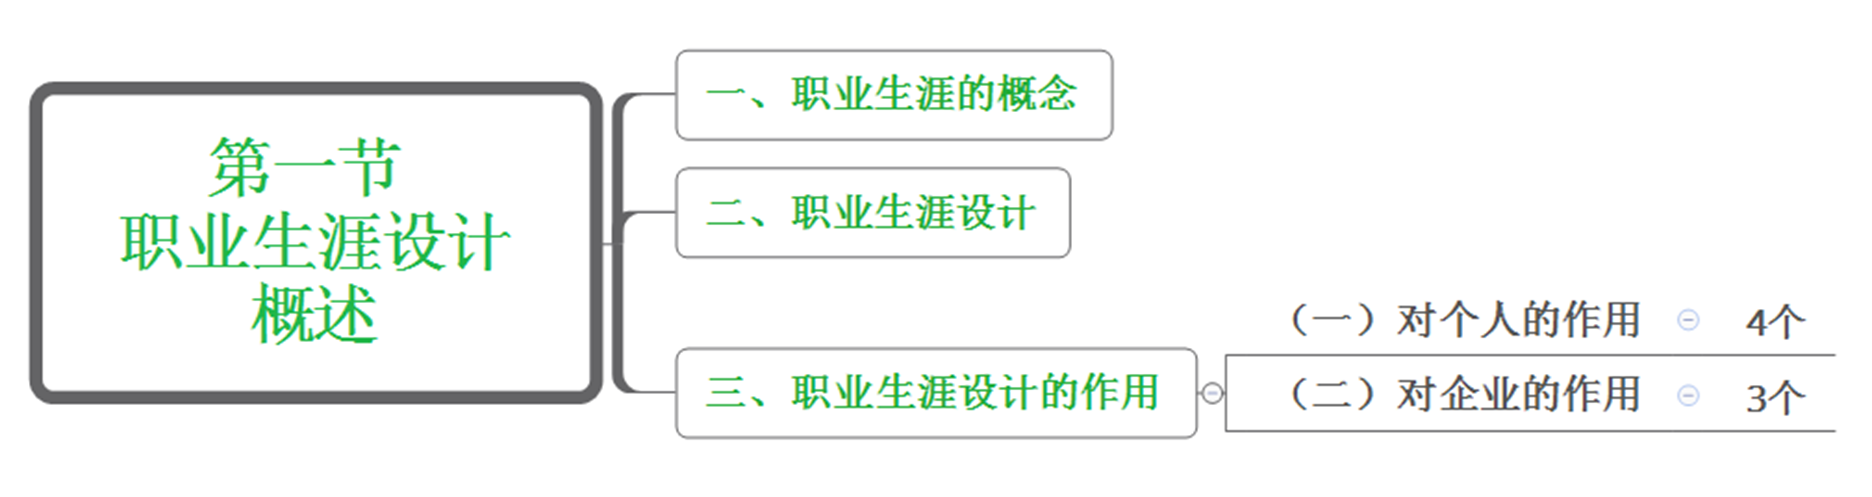 第一节
职业生涯设计
概述
一、职业生涯的概念
二、职业生涯设计
三、职业生涯设计的作用
（一）对个人的作用 4个
（二）对企业的作用 3个